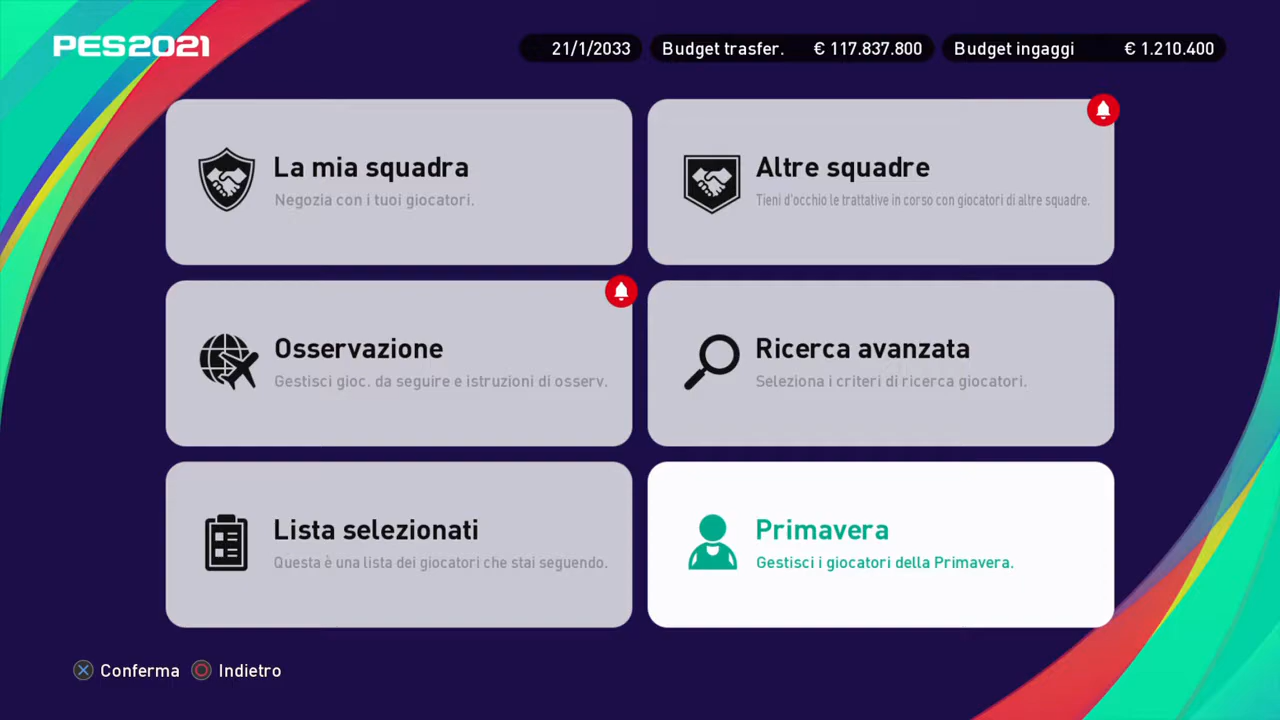 PES2021
21/1/2033
Budget trasfer. € 117.837.800
Budget ingaggi € 1.210.400
La mia squadra
Negozia con i tuoi giocatori.
Altre squadre
Tieni d'occhio le trattative in corso con giocatori di altre squadre.
Osservazione
Gestisci gioc. da seguire e istruzioni di osserv.
Ricerca avanzata
Seleziona i criteri di ricerca giocatori.
Lista selezionati
Questa è una lista dei giocatori che stai seguendo.
Primavera
Gestisci i giocatori della Primavera.
Conferma Indietro